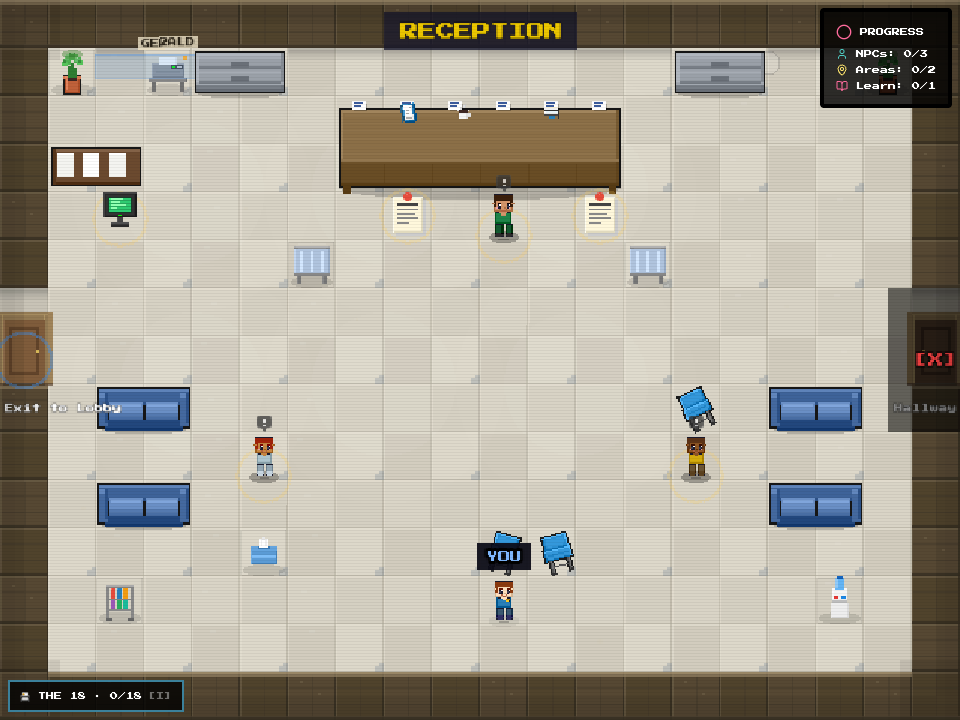 RECEPTION
GERALD
PROGRESS
NPCs: 0/3
Areas: 0/2
Learn: 0/1
[X]
Exit to lobby
Hallway
YOU
THE 18 · 0/18 [I]